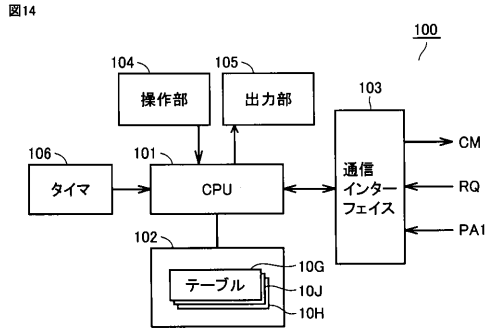 図14
100
104
105
操作部
出力部
103
106
101
タイマ
CPU
通信
インター
フェイス
CM
RQ
PA1
102
テーブル
10G
10J
10H